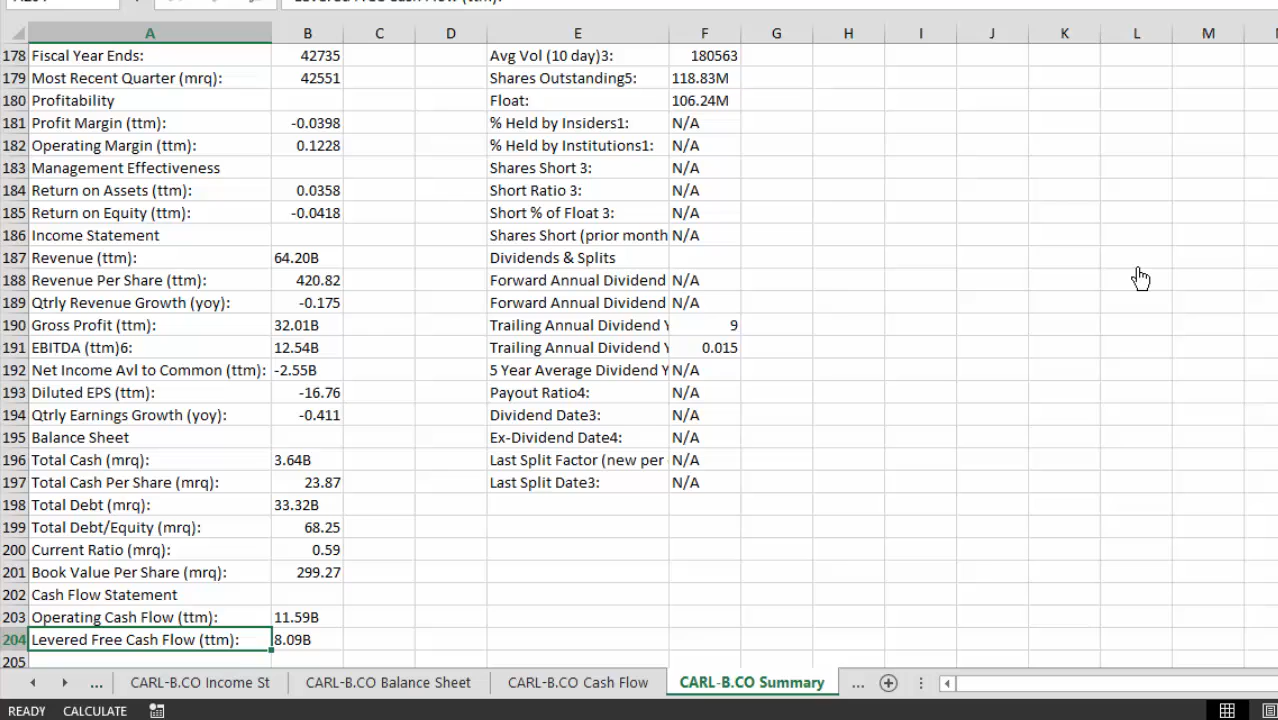 A B C D E F G H I J K L M
178 Fiscal Year Ends: 42735 Avg Vol (10 day)3: 180563
179 Most Recent Quarter (mrq): 42551 Shares Outstanding5: 118.83M
180 Profitability Float: 106.24M
181 Profit Margin (ttm): -0.0398 % Held by Insiders1: N/A
182 Operating Margin (ttm): 0.1228 % Held by Institutions1: N/A
183 Management Effectiveness Shares Short 3: N/A
184 Return on Assets (ttm): 0.0358 Short Ratio 3: N/A
185 Return on Equity (ttm): -0.0418 Short % of Float 3: N/A
186 Income Statement Shares Short (prior month N/A
187 Revenue (ttm): 64.20B Dividends & Splits
188 Revenue Per Share (ttm): 420.82 Forward Annual Dividend N/A
189 Qtrly Revenue Growth (yoy): -0.175 Forward Annual Dividend N/A
190 Gross Profit (ttm): 32.01B Trailing Annual Dividend Y 9
191 EBITDA (ttm)6: 12.54B Trailing Annual Dividend Y 0.015
192 Net Income Avl to Common (ttm): -2.55B 5 Year Average Dividend Y N/A
193 Diluted EPS (ttm): -16.76 Payout Ratio4: N/A
194 Qtrly Earnings Growth (yoy): -0.411 Dividend Date3: N/A
195 Balance Sheet Ex-Dividend Date4: N/A
196 Total Cash (mrq): 3.64B Last Split Factor (new per N/A
197 Total Cash Per Share (mrq): 23.87 Last Split Date3: N/A
198 Total Debt (mrq): 33.32B
199 Total Debt/Equity (mrq): 68.25
200 Current Ratio (mrq): 0.59
201 Book Value Per Share (mrq): 299.27
202 Cash Flow Statement
203 Operating Cash Flow (ttm): 11.59B
204 Levered Free Cash Flow (ttm): 8.09B
205
... CARL-B.CO Income St CARL-B.CO Balance Sheet CARL-B.CO Cash Flow CARL-B.CO Summary ...
READY CALCULATE